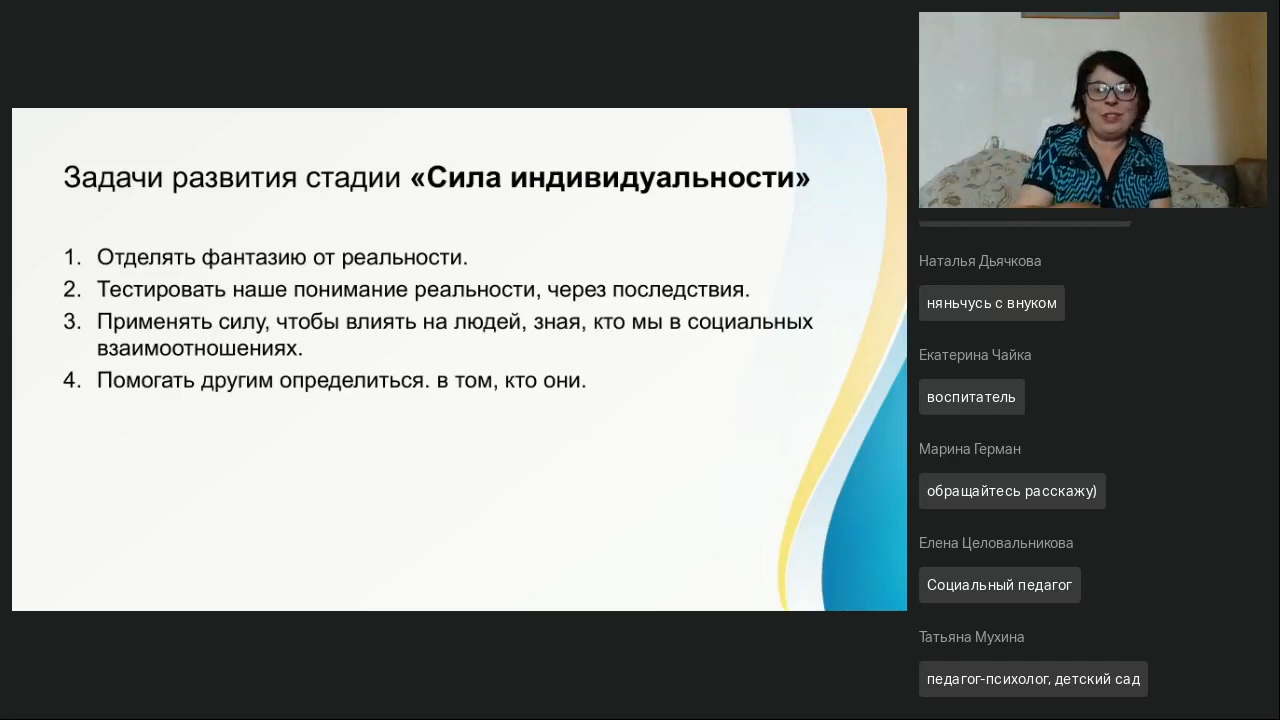 Задачи развития стадии «Сила индивидуальности»
1. Отделять фантазию от реальности.
2. Тестировать наше понимание реальности, через последствия.
3. Применять силу, чтобы влиять на людей, зная, кто мы в социальных
взаимоотношениях.
4. Помогать другим определиться. в том, кто они.
Наталья Дьячкова
няньчусь с внуком
Екатерина Чайка
воспитатель
Марина Герман
обращайтесь расскажу)
Елена Целовальникова
Социальный педагог
Татьяна Мухина
педагог-психолог, детский сад